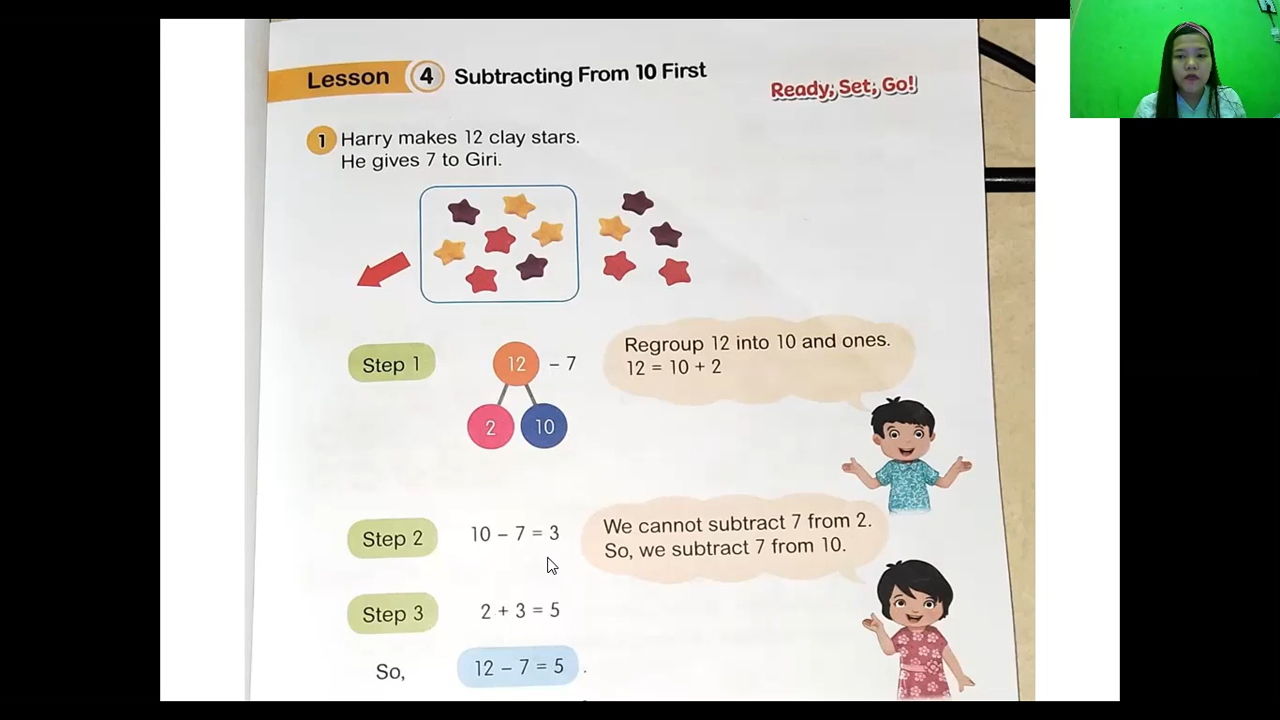 Lesson 4 Subtracting From 10 First
Ready, Set, Go!
1 Harry makes 12 clay stars.
He gives 7 to Giri.
Step 1
12 – 7
2 10
Regroup 12 into 10 and ones.
12 = 10 + 2
Step 2
10 – 7 = 3
We cannot subtract 7 from 2.
So, we subtract 7 from 10.
Step 3
2 + 3 = 5
So,
12 – 7 = 5 .